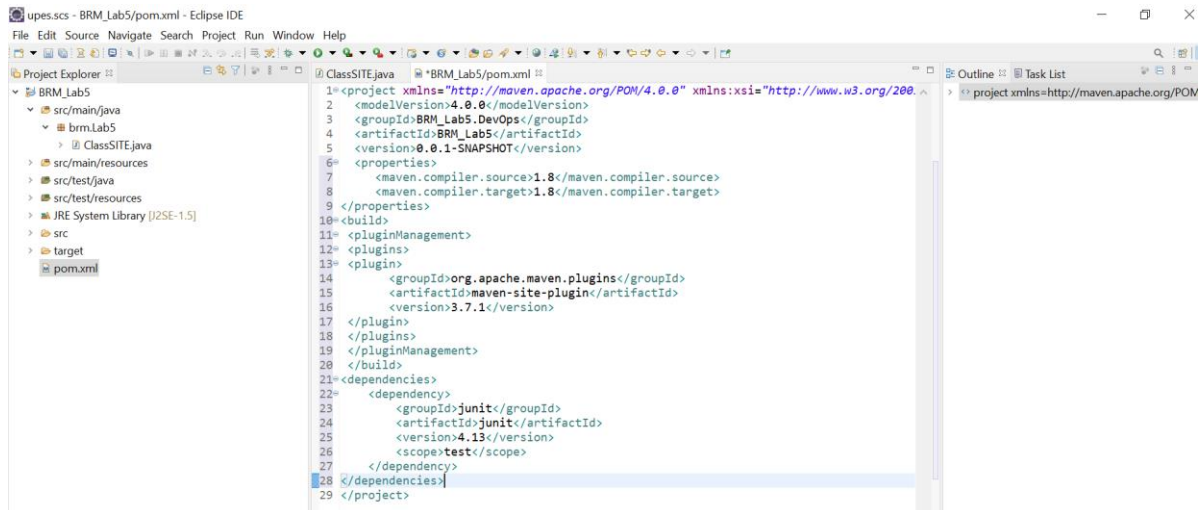 upes.scs - BRM_Lab5/pom.xml - Eclipse IDE
File Edit Source Navigate Search Project Run Window Help
Project Explorer
BRM_Lab5
src/main/java
brm.Lab5
ClassSITE.java
src/main/resources
src/test/java
src/test/resources
JRE System Library [J2SE-1.5]
src
target
pom.xml
ClassSITE.java *BRM_Lab5/pom.xml
1 <project xmlns="http://maven.apache.org/POM/4.0.0" xmlns:xsi="http://www.w3.org/200
2 <modelVersion>4.0.0</modelVersion>
3 <groupId>BRM_Lab5.DevOps</groupId>
4 <artifactId>BRM_Lab5</artifactId>
5 <version>0.0.1-SNAPSHOT</version>
6 <properties>
7 <maven.compiler.source>1.8</maven.compiler.source>
8 <maven.compiler.target>1.8</maven.compiler.target>
9 </properties>
10 <build>
11 <pluginManagement>
12 <plugins>
13 <plugin>
14 <groupId>org.apache.maven.plugins</groupId>
15 <artifactId>maven-site-plugin</artifactId>
16 <version>3.7.1</version>
17 </plugin>
18 </plugins>
19 </pluginManagement>
20 </build>
21 <dependencies>
22 <dependency>
23 <groupId>junit</groupId>
24 <artifactId>junit</artifactId>
25 <version>4.13</version>
26 <scope>test</scope>
27 </dependency>
28 </dependencies>
29 </project>
Outline Task List
project xmlns=http://maven.apache.org/POM